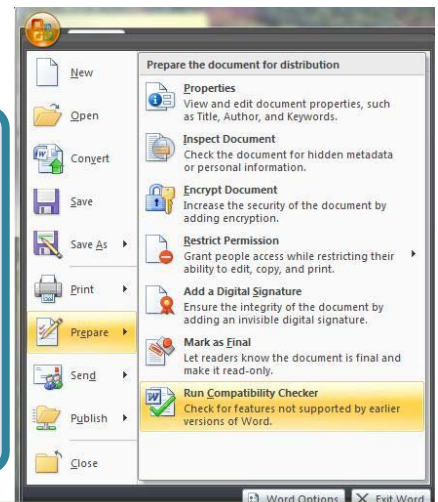 New
Open
Convert
Save
Save As
Print
Prepare
Send
Publish
Close
Prepare the document for distribution
Properties
View and edit document properties, such
as Title, Author, and Keywords.
Inspect Document
Check the document for hidden metadata
or personal information.
Encrypt Document
Increase the security of the document by
adding encryption.
Restrict Permission
Grant people access while restricting their
ability to edit, copy, and print.
Add a Digital Signature
Ensure the integrity of the document by
adding an invisible digital signature.
Mark as Final
Let readers know the document is final and
make it read-only.
Run Compatibility Checker
Check for features not supported by earlier
versions of Word.
Word Options
Exit Word